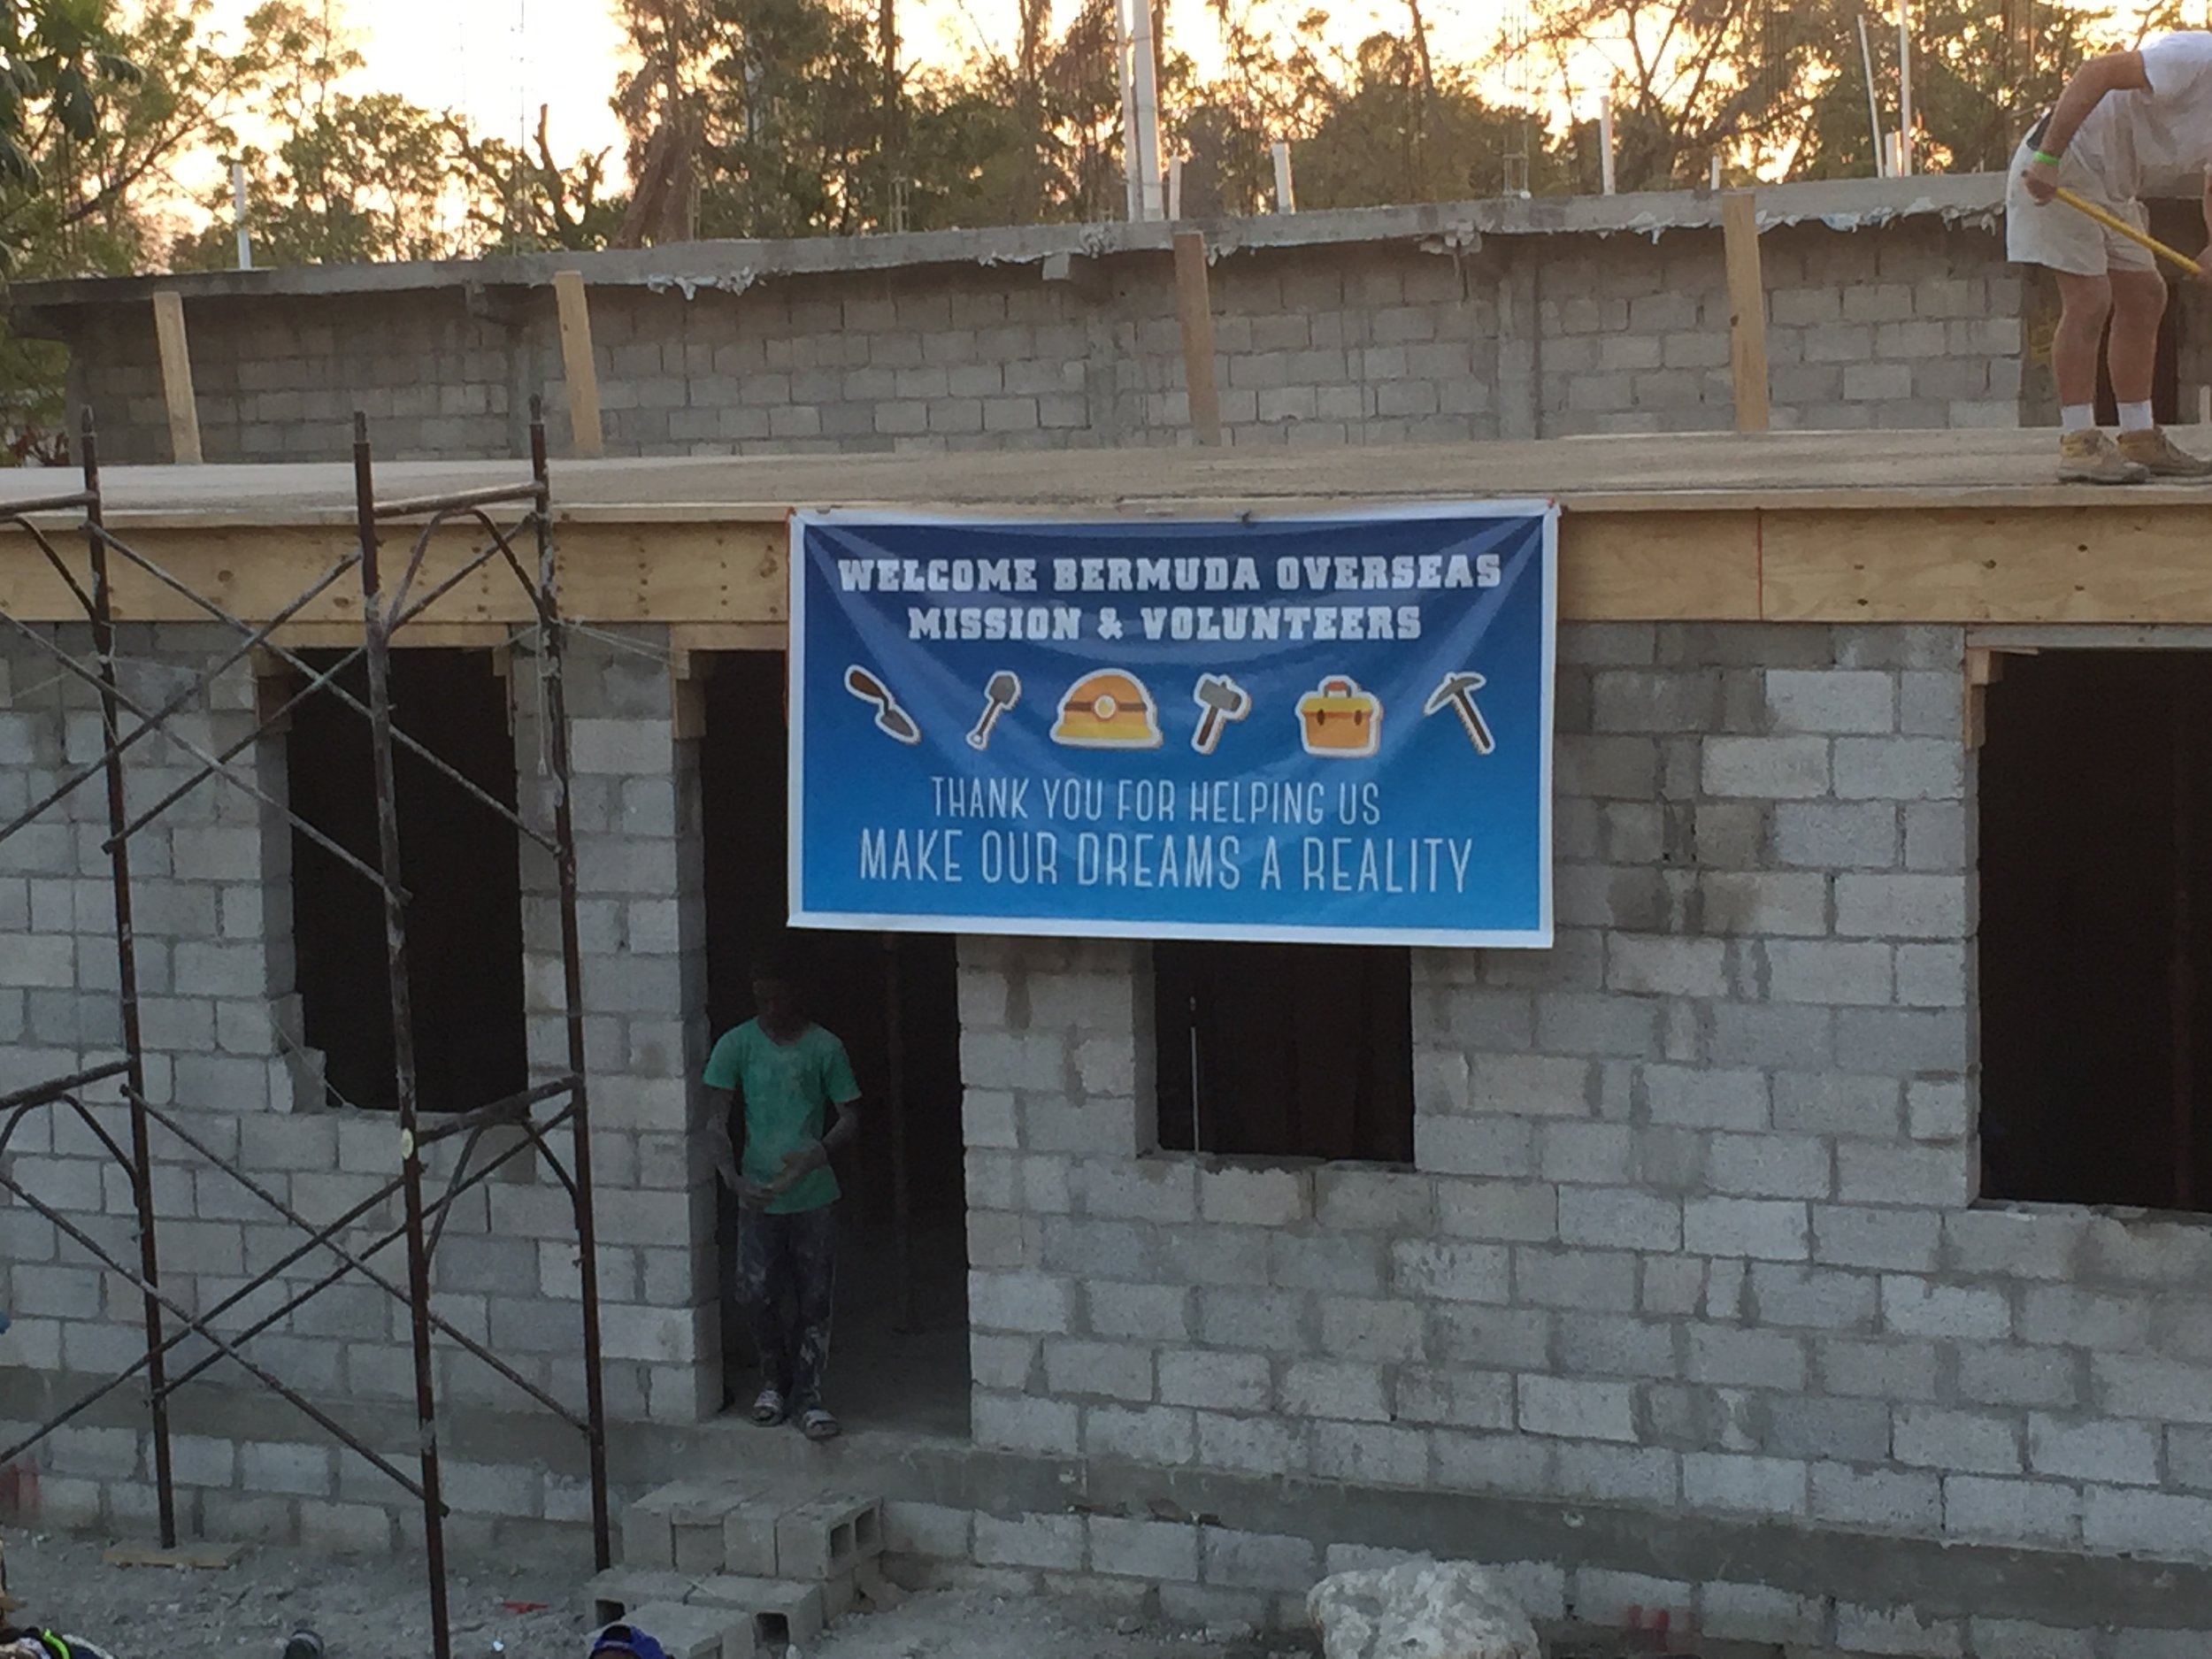 WELCOME BERMUDA OVERSEAS
MISSION & VOLUNTEERS
THANK YOU FOR HELPING US
MAKE OUR DREAMS A REALITY